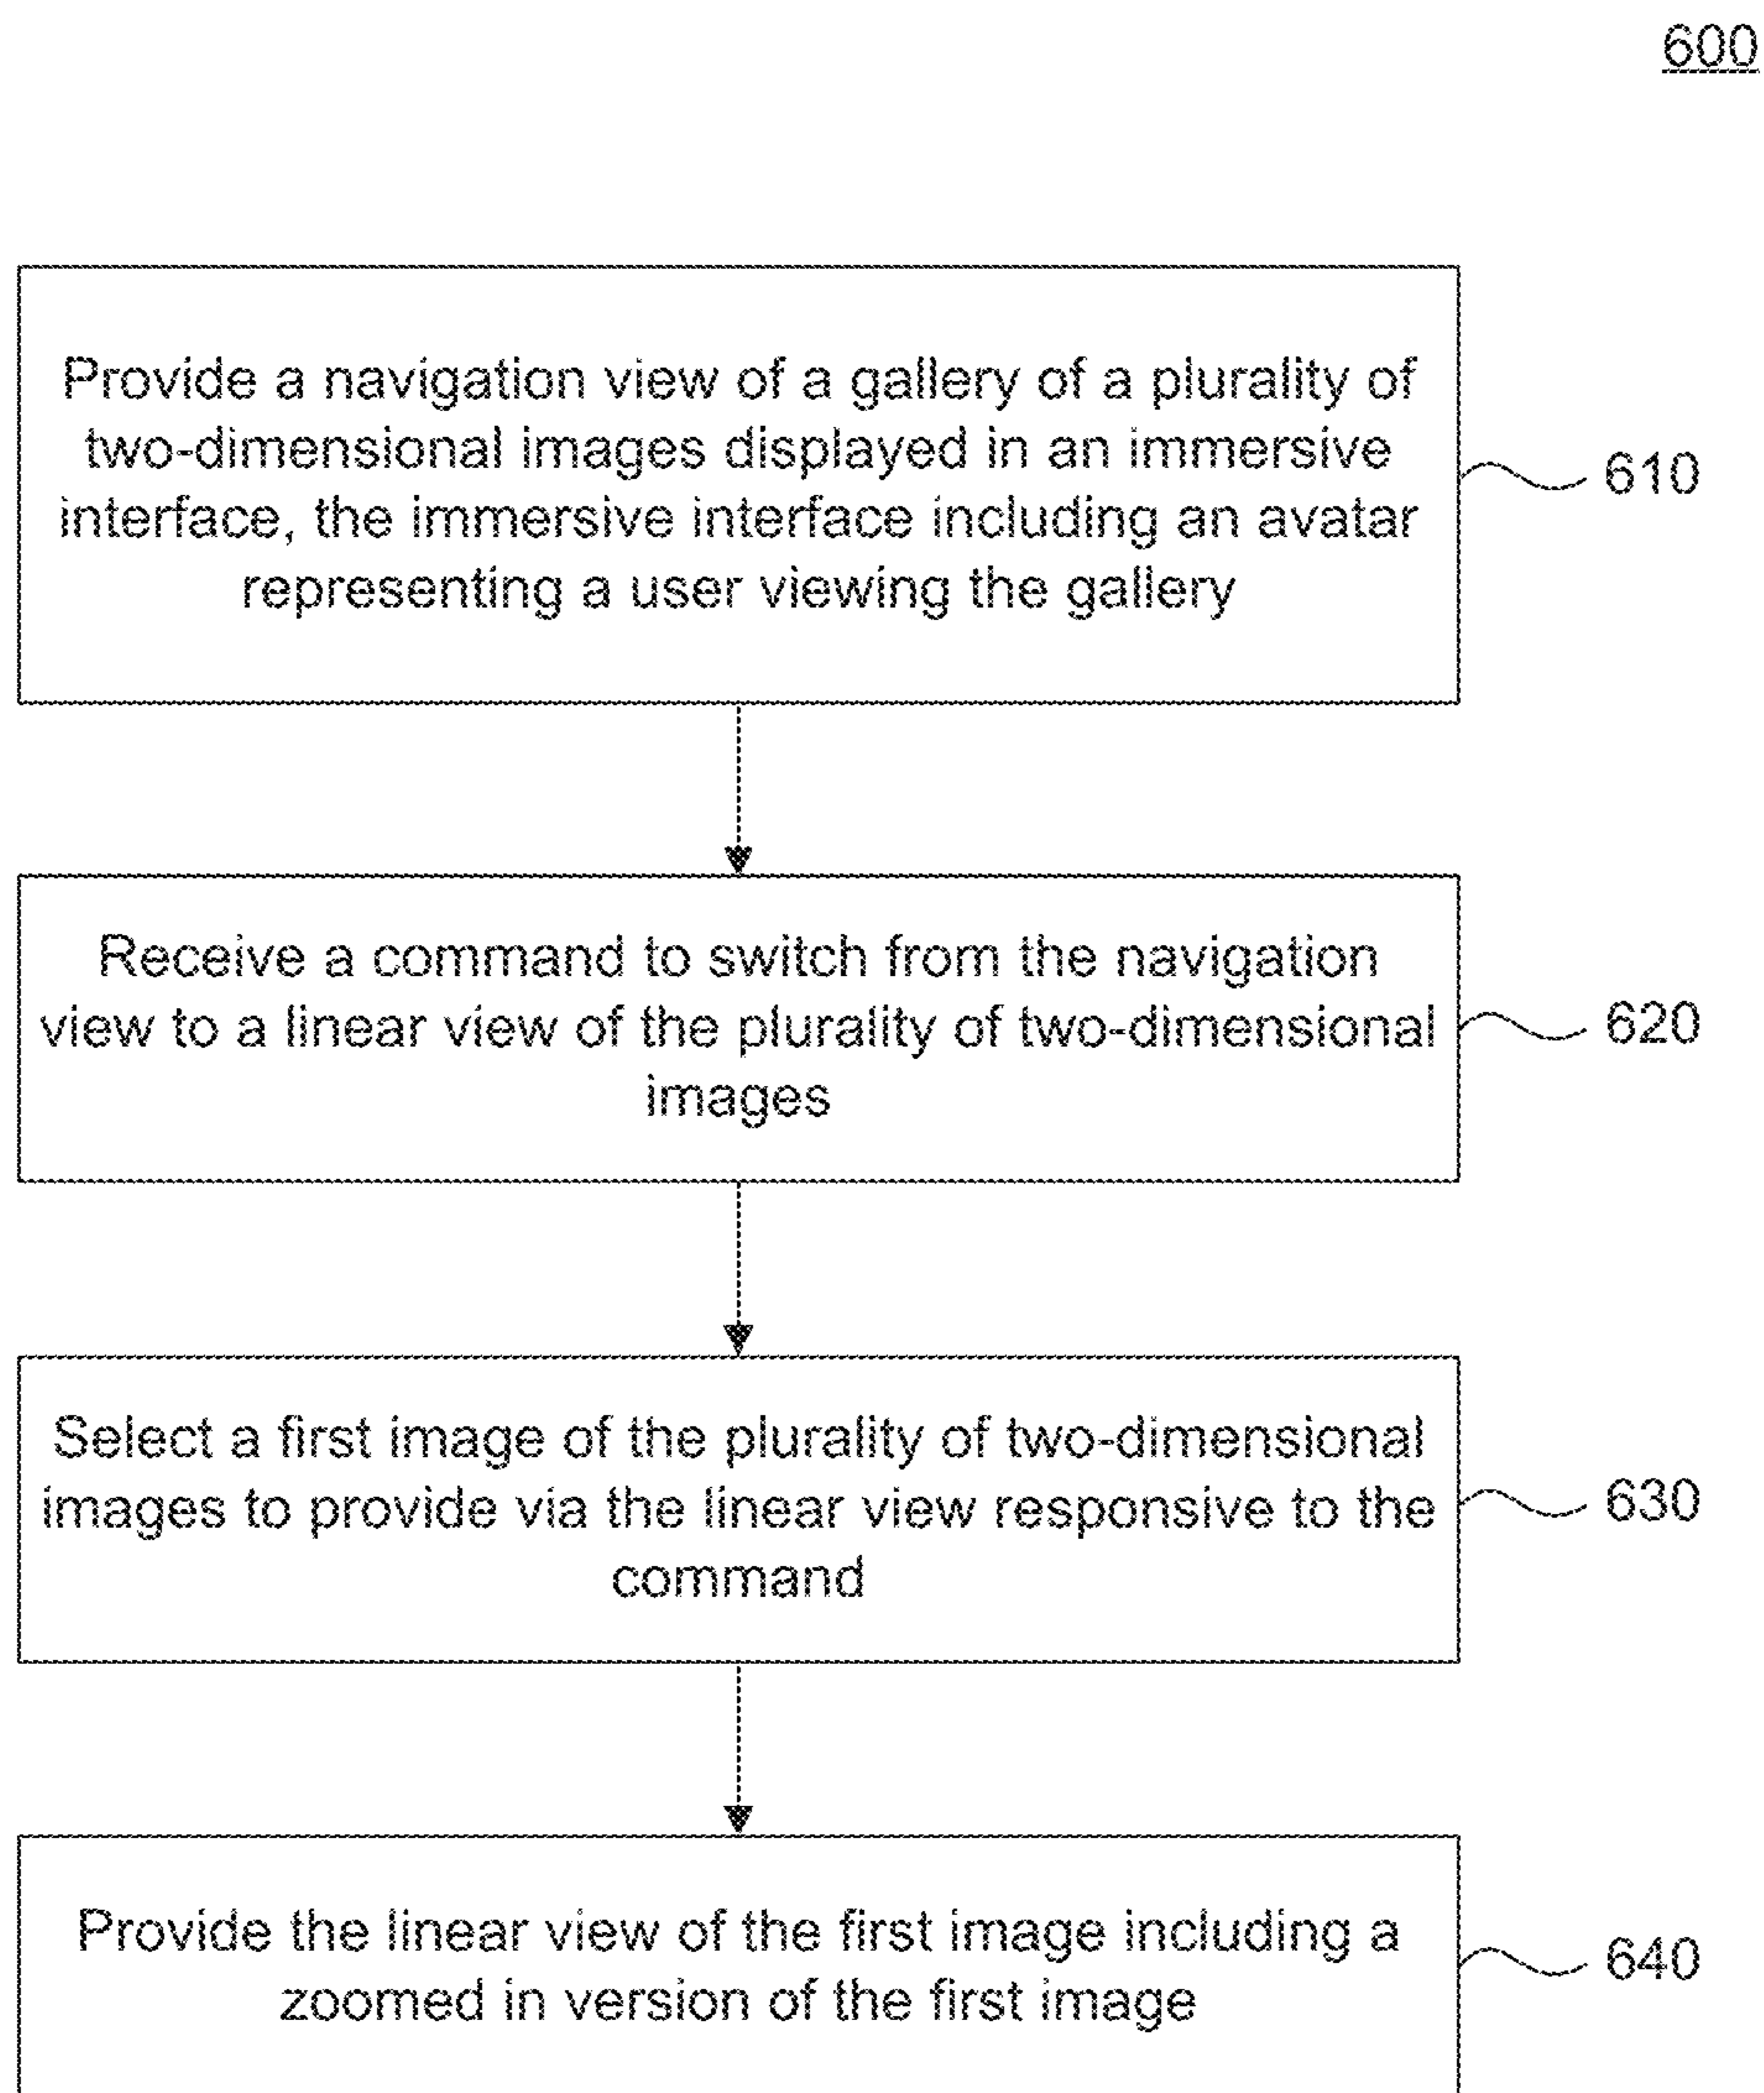 600
Provide a navigation view of a gallery of a plurality of
two-dimensional images displayed in an immersive
interface, the immersive interface including an avatar
representing a user viewing the gallery
610
Receive a command to switch from the navigation
view to a linear view of the plurality of two-dimensional
images
620
Select a first image of the plurality of two-dimensional
images to provide via the linear view responsive to the
command
630
Provide the linear view of the first image including a
zoomed in version of the first image
640